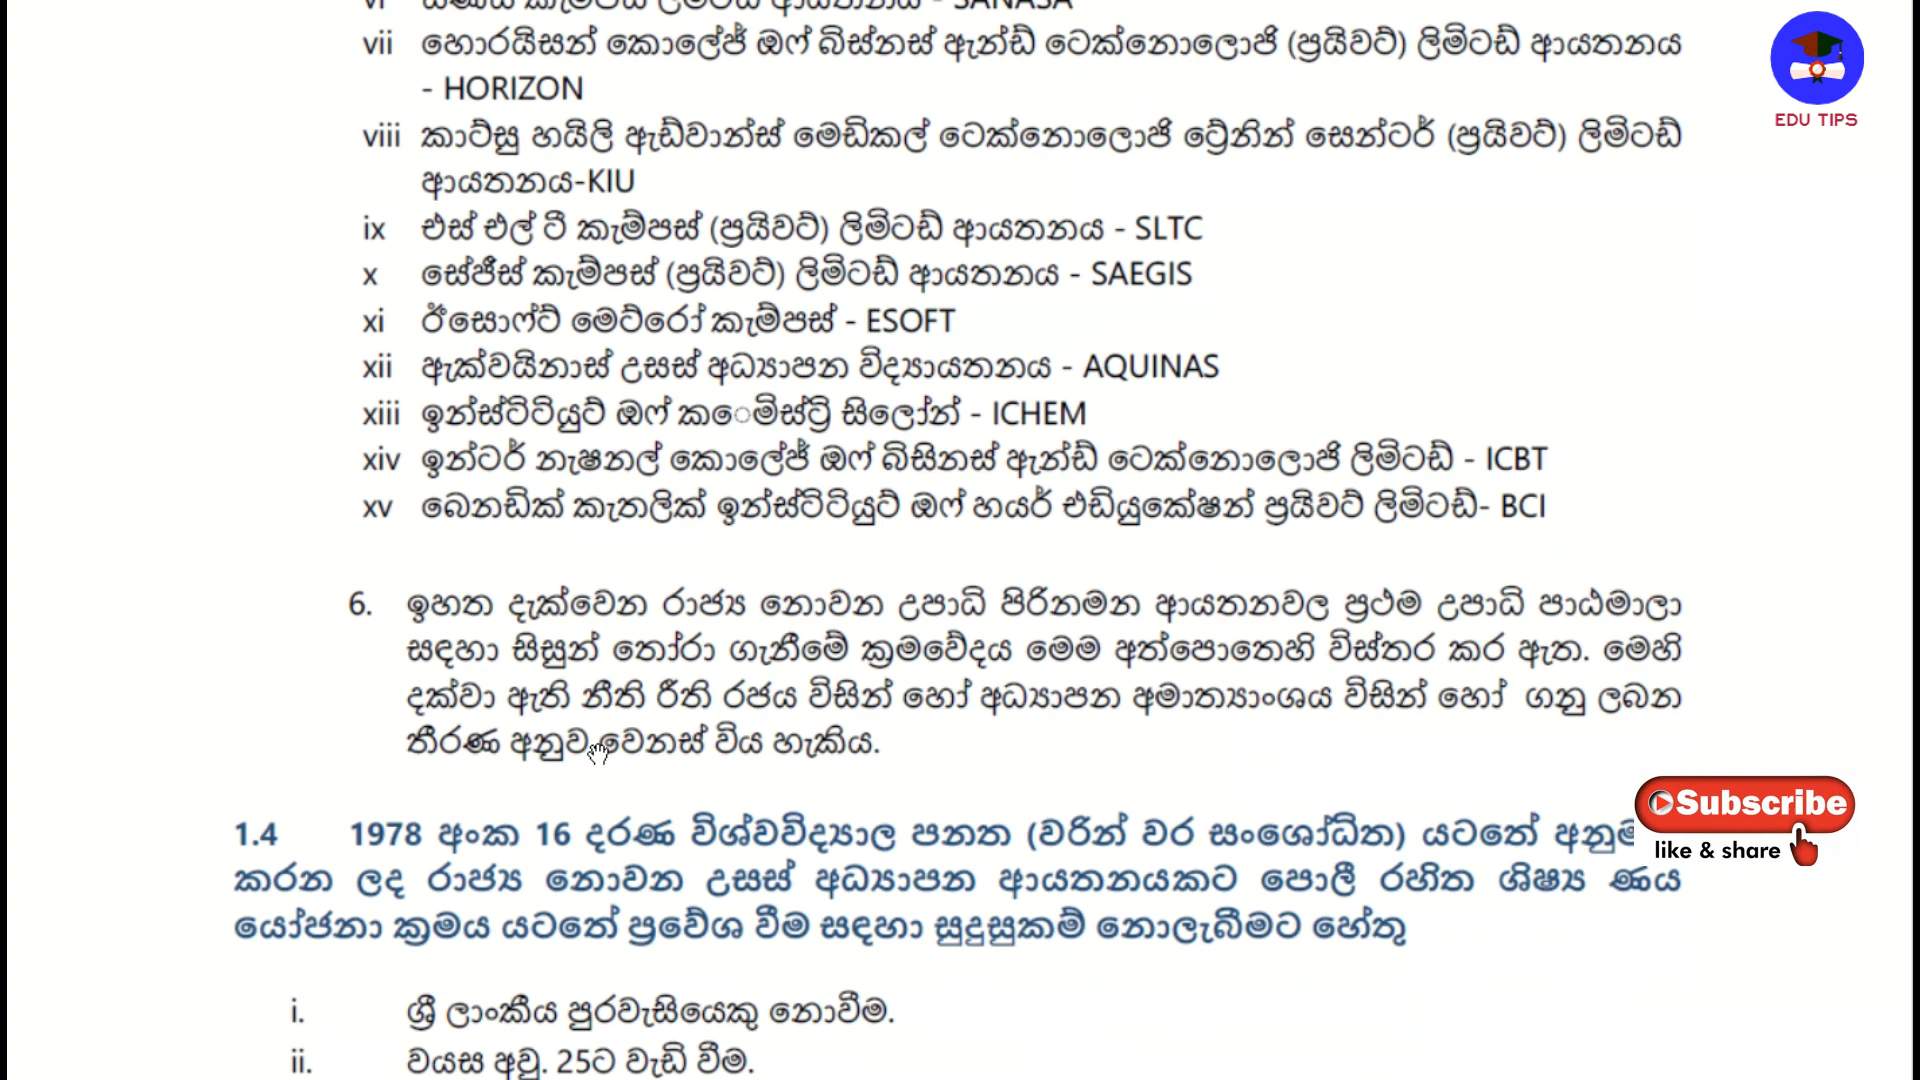 vii හොරයිසන් කොලේජ් ඔෆ් බිස්නස් ඇන්ඩ් ටෙක්නොලොජි (ප්‍රයිවට්) ලිමිටඩ් ආයතනය
- HORIZON
EDU TIPS
viii කාට්සු හයිලි ඇඩ්වාන්ස් මෙඩිකල් ටෙක්නොලොජි ට්‍රේනින් සෙන්ටර් (ප්‍රයිවට්) ලිමිටඩ්
ආයතනය-KIU
ix එස් එල් ටී කැම්පස් (ප්‍රයිවට්) ලිමිටඩ් ආයතනය - SLTC
x සේජිස් කැම්පස් (ප්‍රයිවට්) ලිමිටඩ් ආයතනය - SAEGIS
xi ඊසොෆ්ට් මෙට්රෝ කැම්පස් - ESOFT
xii ඇක්වයිනාස් උසස් අධ්‍යාපන විද්‍යායතනය - AQUINAS
xiii ඉන්ස්ටිටියුට් ඔෆ් කෙමිස්ට්‍රි සිලෝන් - ICHEM
xiv ඉන්ටර් නැෂනල් කොලේජ් ඔෆ් බිසිනස් ඇන්ඩ් ටෙක්නොලොජි ලිමිටඩ් - ICBT
xv බෙනඩික් කැතලික් ඉන්ස්ටිටියුට් ඔෆ් හයර් එඩියුකේෂන් ප්‍රයිවට් ලිමිටඩ්- BCI
6. ඉහත දැක්වෙන රාජ්‍ය නොවන උපාධි පිරිනමන ආයතනවල ප්‍රථම උපාධි පාඨමාලා
සඳහා සිසුන් තෝරා ගැනීමේ ක්‍රමවේදය මෙම අත්පොතෙහි විස්තර කර ඇත. මෙහි
දක්වා ඇති නීති රීති රජය විසින් හෝ අධ්‍යාපන අමාත්‍යාංශය විසින් හෝ ගනු ලබන
තීරණ අනුව වෙනස් විය හැකිය.
1.4 1978 අංක 16 දරණ විශ්වවිද්‍යාල පනත (වරින් වර සංශෝධිත) යටතේ
කරන ලද රාජ්‍ය නොවන උසස් අධ්‍යාපන ආයතනයකට පොලී රහිත ශිෂ්‍ය ණය
යෝජනා ක්‍රමය යටතේ ප්‍රවේශ වීම සඳහා සුදුසුකම් නොලැබීමට හේතු
Subscribe
like & share
i. ශ්‍රී ලාංකීය පුරවැසියෙකු නොවීම.
ii. වයස අවු. 25ට වැඩි වීම.